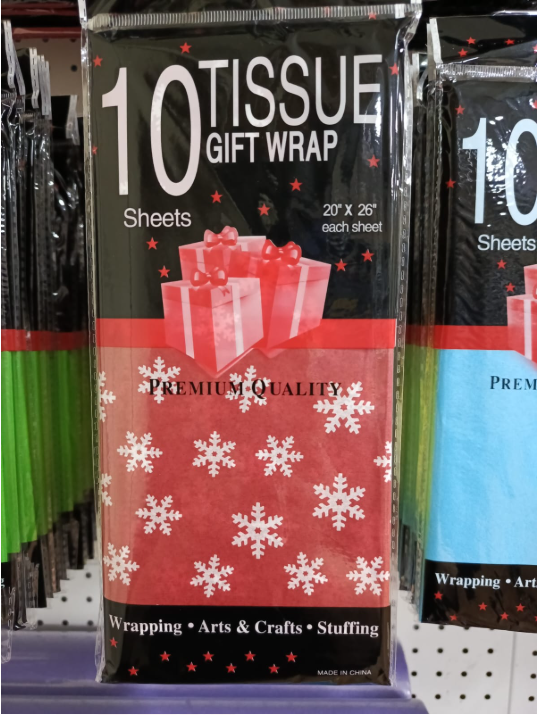 10 TISSUE
GIFT WRAP
Sheets
20" X 26"
each sheet
PREMIUM QUALITY
Wrapping • Arts & Crafts • Stuffing
MADE IN CHINA
10
Sheets
PREM
Wrapping • Art